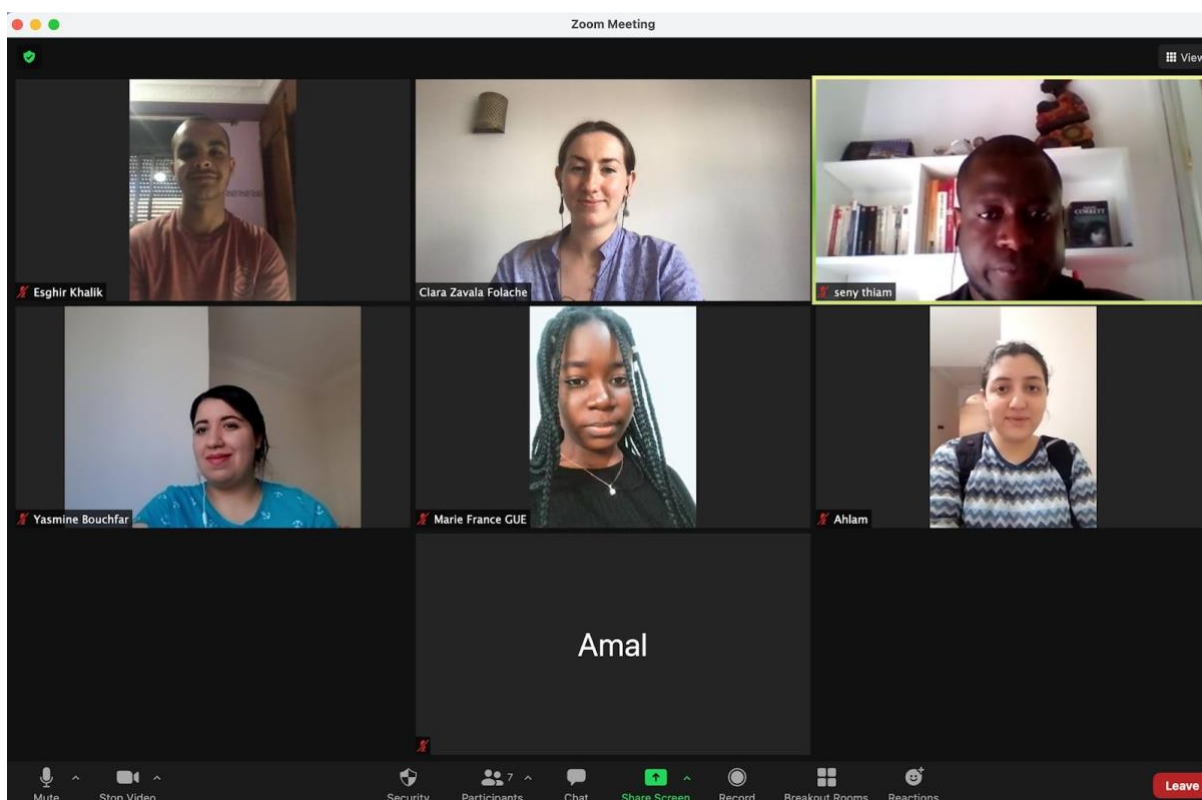 Zoom Meeting
View
Esghir Khalik
Clara Zavala Folache
seny thiam
CORBETT
Yasmine Bouchfar
Marie France GUE
Ahlam
Amal
Mute
Stop Video
Security
Participants
7
Chat
Share Screen
Record
Breakout Rooms
Reactions
Leave